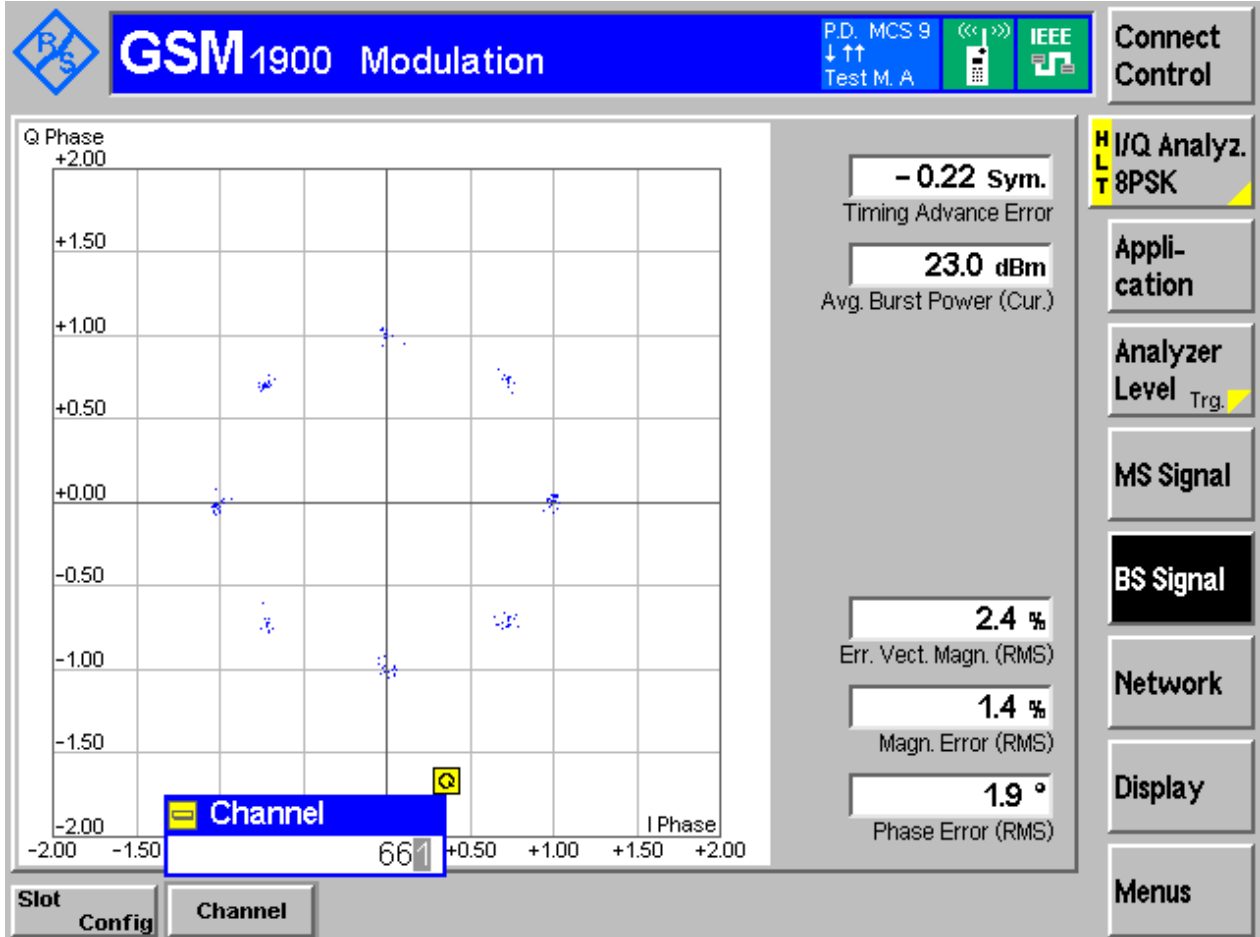 R/S
GSM 1900 Modulation
P.D. MCS 9
↓ ↑↑
Test M. A
IEEE
Connect
Control
Q Phase
+2.00
+1.50
+1.00
+0.50
+0.00
-0.50
-1.00
-1.50
-2.00
I Phase
-2.00 -1.50 +0.50 +1.00 +1.50 +2.00
Channel
661
- 0.22 Sym.
Timing Advance Error
23.0 dBm
Avg. Burst Power (Cur.)
2.4 %
Err. Vect. Magn. (RMS)
1.4 %
Magn. Error (RMS)
1.9 °
Phase Error (RMS)
HLT
I/Q Analyz.
8PSK
Appli-
cation
Analyzer
Level Trg.
MS Signal
BS Signal
Network
Display
Menus
Slot
Config
Channel